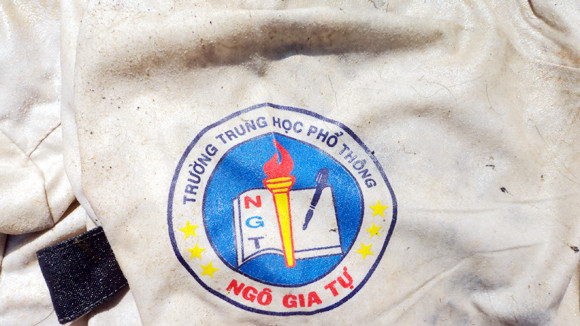 TRƯỜNG TRUNG HỌC PHỔ THÔNG
NGT
NGÔ GIA TỰ